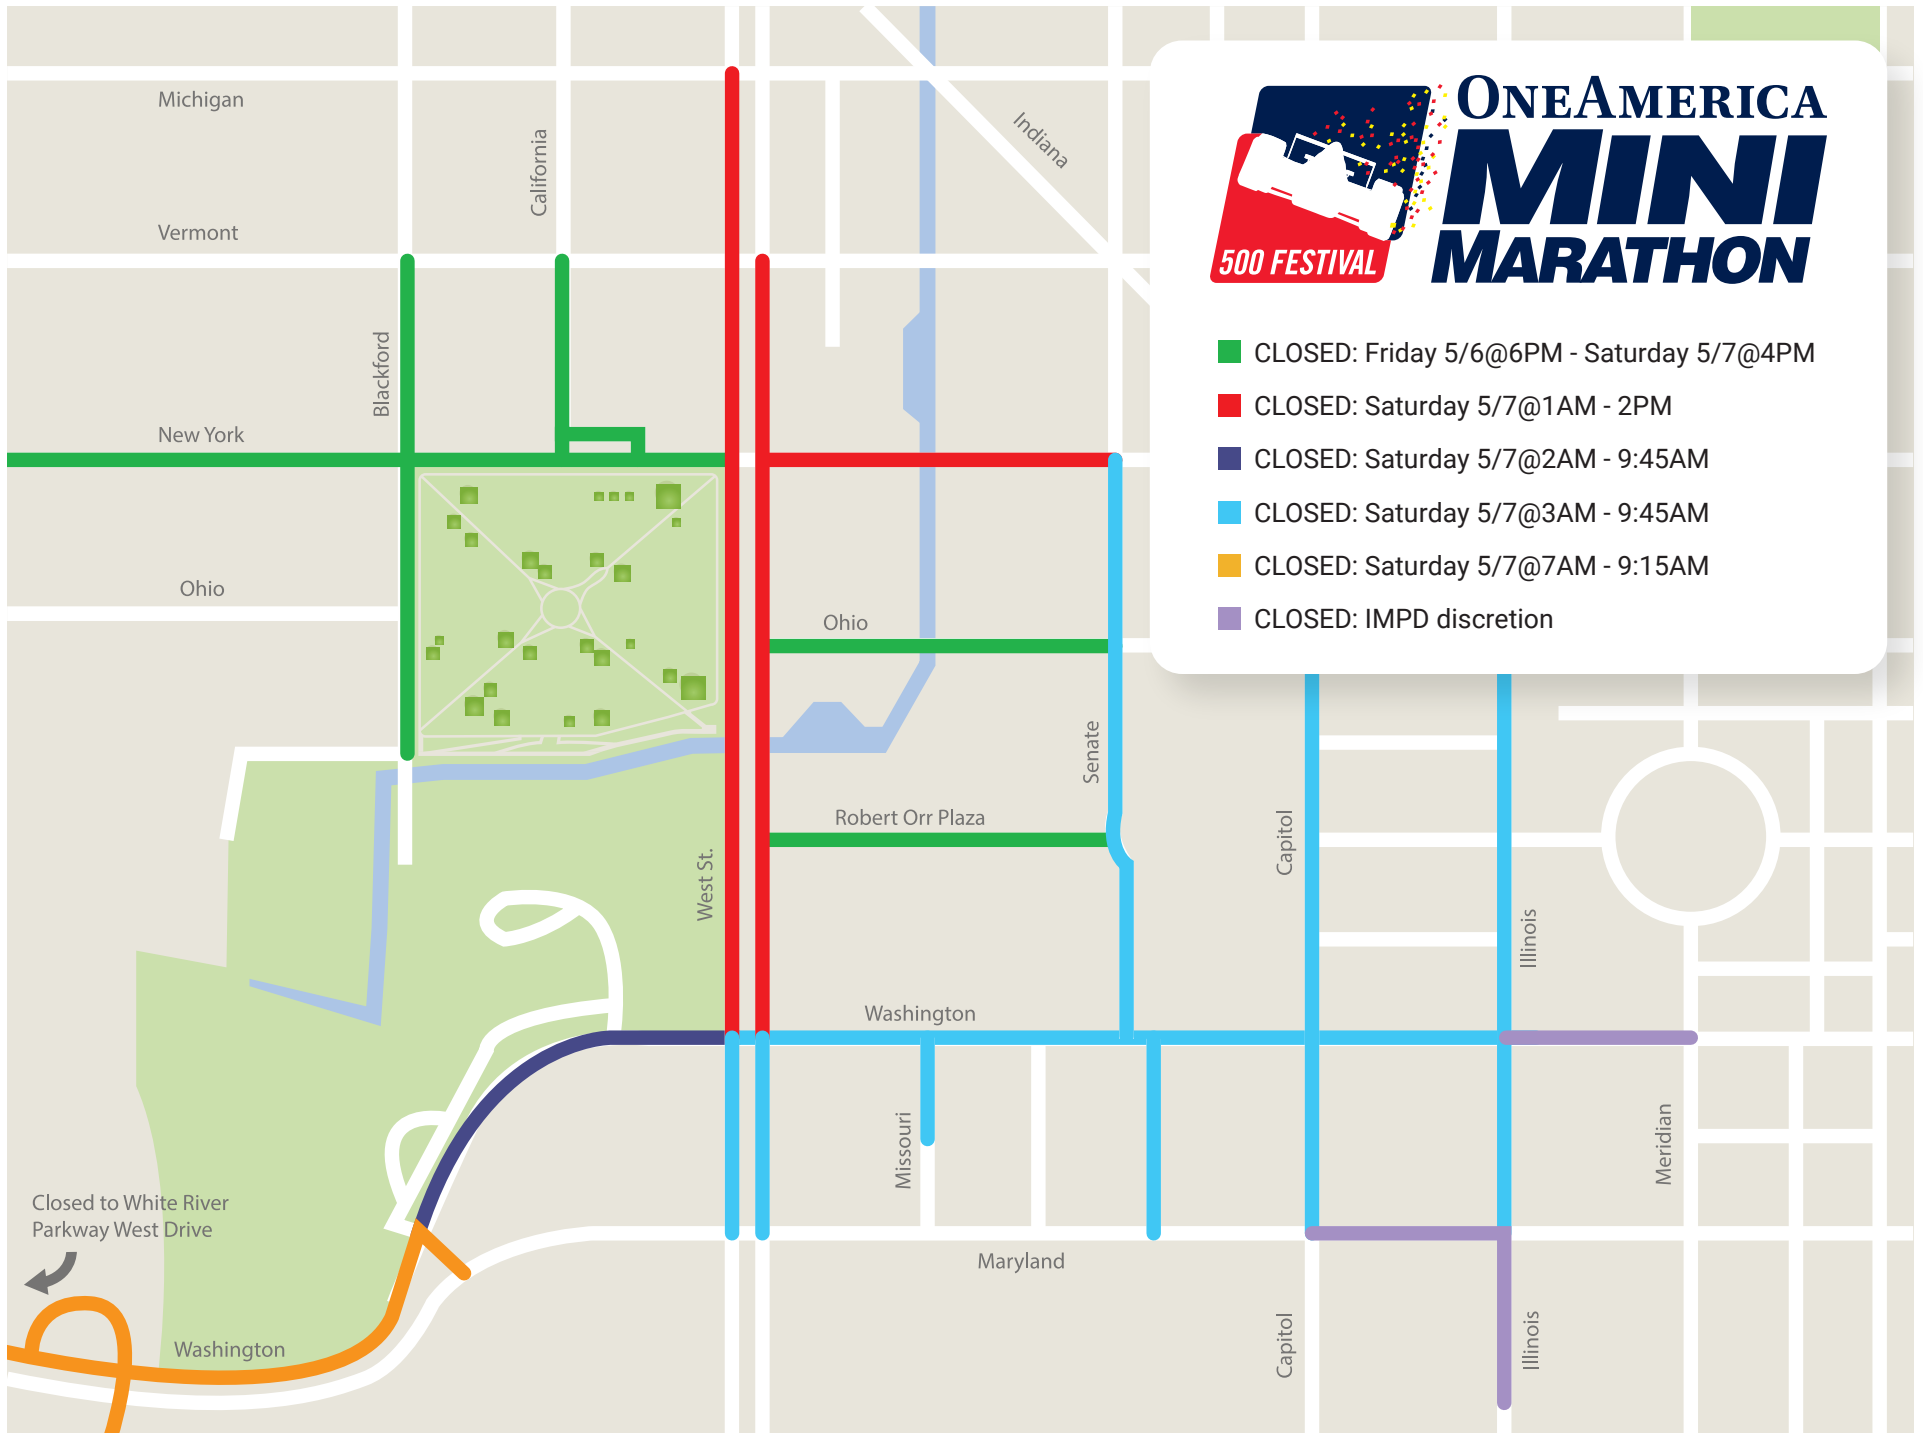 ONEAMERICA
MINI
MARATHON
500 FESTIVAL
CLOSED: Friday 5/6@6PM - Saturday 5/7@4PM
CLOSED: Saturday 5/7@1AM - 2PM
CLOSED: Saturday 5/7@2AM - 9:45AM
CLOSED: Saturday 5/7@3AM - 9:45AM
CLOSED: Saturday 5/7@7AM - 9:15AM
CLOSED: IMPD discretion
Michigan
California
Indiana
Vermont
Blackford
New York
Ohio
Ohio
Senate
Robert Orr Plaza
Capitol
West St.
Illinois
Washington
Missouri
Meridian
Closed to White River
Parkway West Drive
Maryland
Washington
Capitol
Illinois